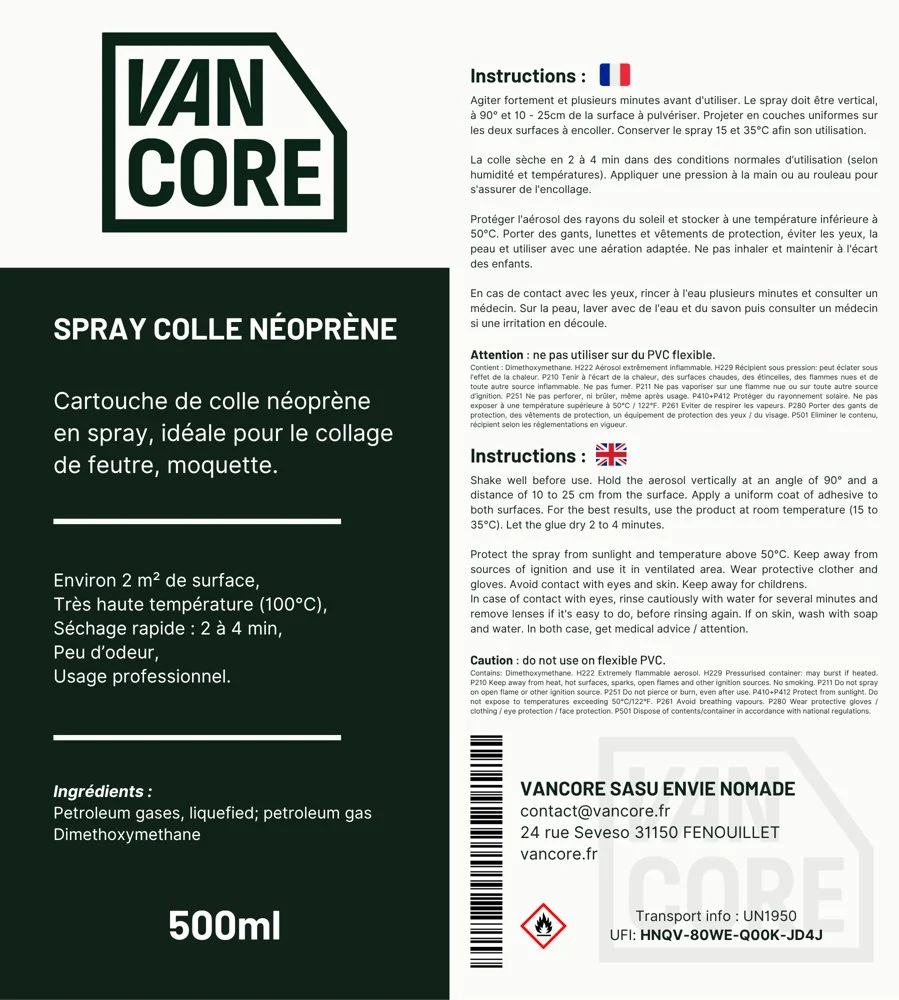 VAN
CORE
SPRAY COLLE NÉOPRÈNE
Cartouche de colle néoprène
en spray, idéale pour le collage
de feutre, moquette.
Environ 2 m² de surface,
Très haute température (100°C),
Séchage rapide : 2 à 4 min,
Peu d’odeur,
Usage professionnel.
Ingrédients :
Petroleum gases, liquefied; petroleum gas
Dimethoxymethane
500ml
Instructions :
Agiter fortement et plusieurs minutes avant d'utiliser. Le spray doit être vertical,
à 90° et 10 - 25cm de la surface à pulvériser. Projeter en couches uniformes sur
les deux surfaces à encoller. Conserver le spray 15 et 35°C afin son utilisation.
La colle sèche en 2 à 4 min dans des conditions normales d’utilisation (selon
humidité et températures). Appliquer une pression à la main ou au rouleau pour
s'assurer de l'encollage.
Protéger l'aérosol des rayons du soleil et stocker à une température inférieure à
50°C. Porter des gants, lunettes et vêtements de protection, éviter les yeux, la
peau et utiliser avec une aération adaptée. Ne pas inhaler et maintenir à l'écart
des enfants.
En cas de contact avec les yeux, rincer à l'eau plusieurs minutes et consulter un
médecin. Sur la peau, laver avec de l'eau et du savon puis consulter un médecin
si une irritation en découle.
Attention : ne pas utiliser sur du PVC flexible.
Contient : Dimethoxymethane. H222 Aérosol extrêmement inflammable. H229 Récipient sous pression: peut éclater sous
l'effet de la chaleur. P210 Tenir à l'écart de la chaleur, des surfaces chaudes, des étincelles, des flammes nues et de
toute autre source inflammable. Ne pas fumer. P211 Ne pas vaporiser sur une flamme nue ou sur toute autre source
d'ignition. P251 Ne pas perforer, ni brûler, même après usage. P410+P412 Protéger du rayonnement solaire. Ne pas
exposer à une température supérieure à 50°C / 122°F. P261 Eviter de respirer les vapeurs. P280 Porter des gants de
protection, des vêtements de protection, un équipement de protection des yeux / du visage. P501 Eliminer le contenu,
récipient selon les réglementations en vigueur.
Instructions :
Shake well before use. Hold the aerosol vertically at an angle of 90° and a
distance of 10 to 25 cm from the surface. Apply a uniform coat of adhesive to
both surfaces. For the best results, use the product at room temperature (15 to
35°C). Let the glue dry 2 to 4 minutes.
Protect the spray from sunlight and temperature above 50°C. Keep away from
sources of ignition and use it in ventilated area. Wear protective clother and
gloves. Avoid contact with eyes and skin. Keep away for childrens.
In case of contact with eyes, rinse cautiously with water for several minutes and
remove lenses if it's easy to do, before rinsing again. If on skin, wash with soap
and water. In both case, get medical advice / attention.
Caution : do not use on flexible PVC.
Contains: Dimethoxymethane. H222 Extremely flammable aerosol. H229 Pressurised container: may burst if heated.
P210 Keep away from heat, hot surfaces, sparks, open flames and other ignition sources. No smoking. P211 Do not spray
on open flame or other ignition source. P251 Do not pierce or burn, even after use. P410+P412 Protect from sunlight. Do
not expose to temperatures exceeding 50°C/122°F. P261 Avoid breathing vapours. P280 Wear protective gloves /
clothing / eye protection / face protection. P501 Dispose of contents/container in accordance with national regulations.
VAN
CORE
VANCORE SASU ENVIE NOMADE
contact@vancore.fr
24 rue Seveso 31150 FENOUILLET
vancore.fr
Transport info : UN1950
UFI: HNQV-80WE-Q00K-JD4J